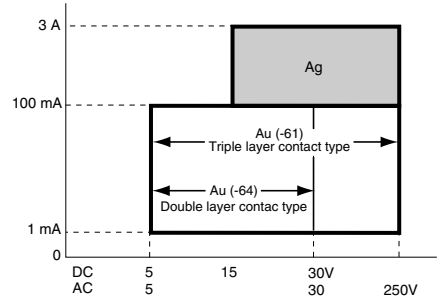 3 A
Ag
100 mA
Au (-61)
Triple layer contact type
Au (-64)
Double layer contac type
1 mA
0
DC 5 15 30V
AC 5 30 250V